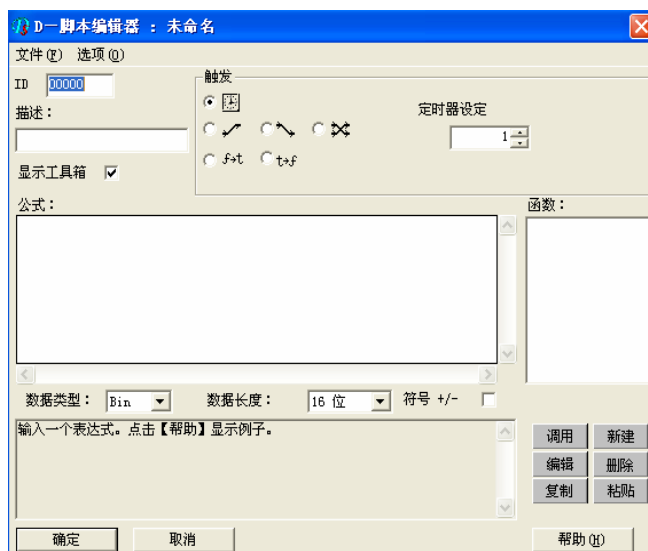 D－脚本编辑器 : 未命名
文件(F) 选项(O)
ID 00000
触发
描述：
定时器设定
1
显示工具箱
f→t t→f
公式：
函数：
数据类型： Bin 数据长度： 16 位 符号 +/-
输入一个表达式。点击【帮助】显示例子。
调用 新建
编辑 删除
复制 粘贴
确定 取消 帮助(H)